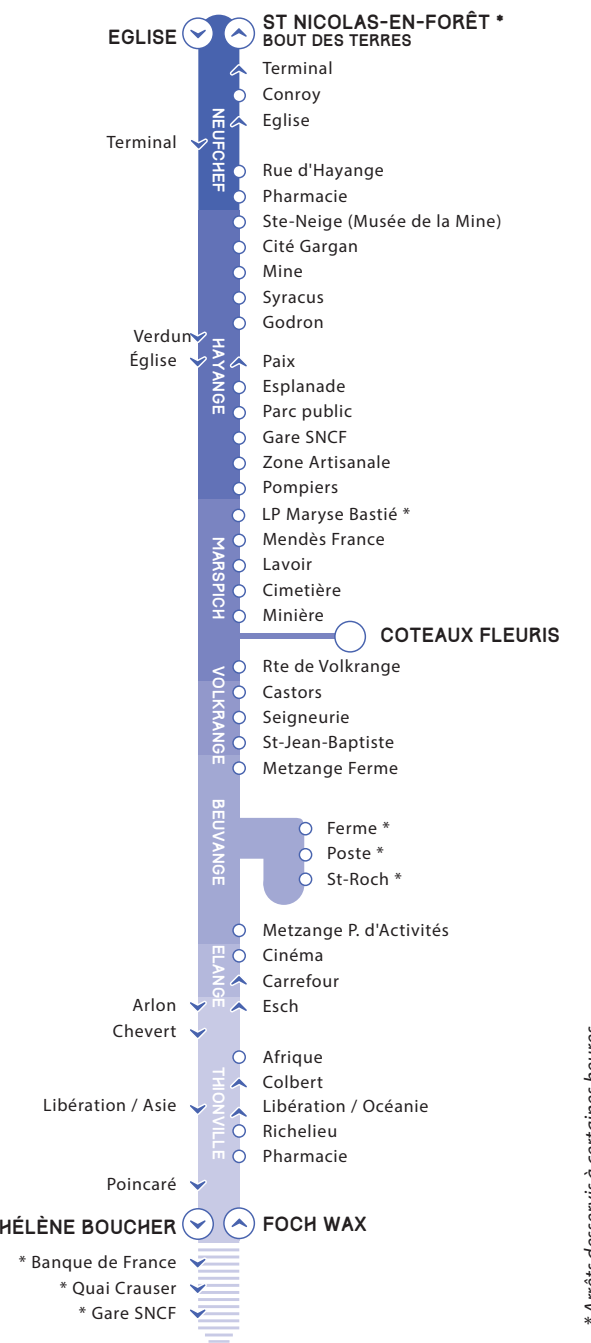 EGLISE
ST NICOLAS-EN-FORÊT *
BOUT DES TERRES
Terminal
Conroy
Eglise
Terminal
NEUFCHEF
Rue d'Hayange
Pharmacie
Ste-Neige (Musée de la Mine)
Cité Gargan
Mine
Syracus
Godron
Verdun
Église
HAYANGE
Paix
Esplanade
Parc public
Gare SNCF
Zone Artisanale
Pompiers
LP Maryse Bastié *
MARSPICH
Mendès France
Lavoir
Cimetière
Minière
COTEAUX FLEURIS
Rte de Volkrange
VOLKRANGE
Castors
Seigneurie
St-Jean-Baptiste
Metzange Ferme
BEUVANGE
Ferme *
Poste *
St-Roch *
Metzange P. d'Activités
ELANGE
Cinéma
Carrefour
Arlon
Esch
Chevert
THIONVILLE
Afrique
Colbert
Libération / Asie
Libération / Océanie
Richelieu
Pharmacie
Poincaré
HÉLÈNE BOUCHER
FOCH WAX
* Banque de France
* Quai Crauser
* Gare SNCF
* Arrêts desservis à certaines heures